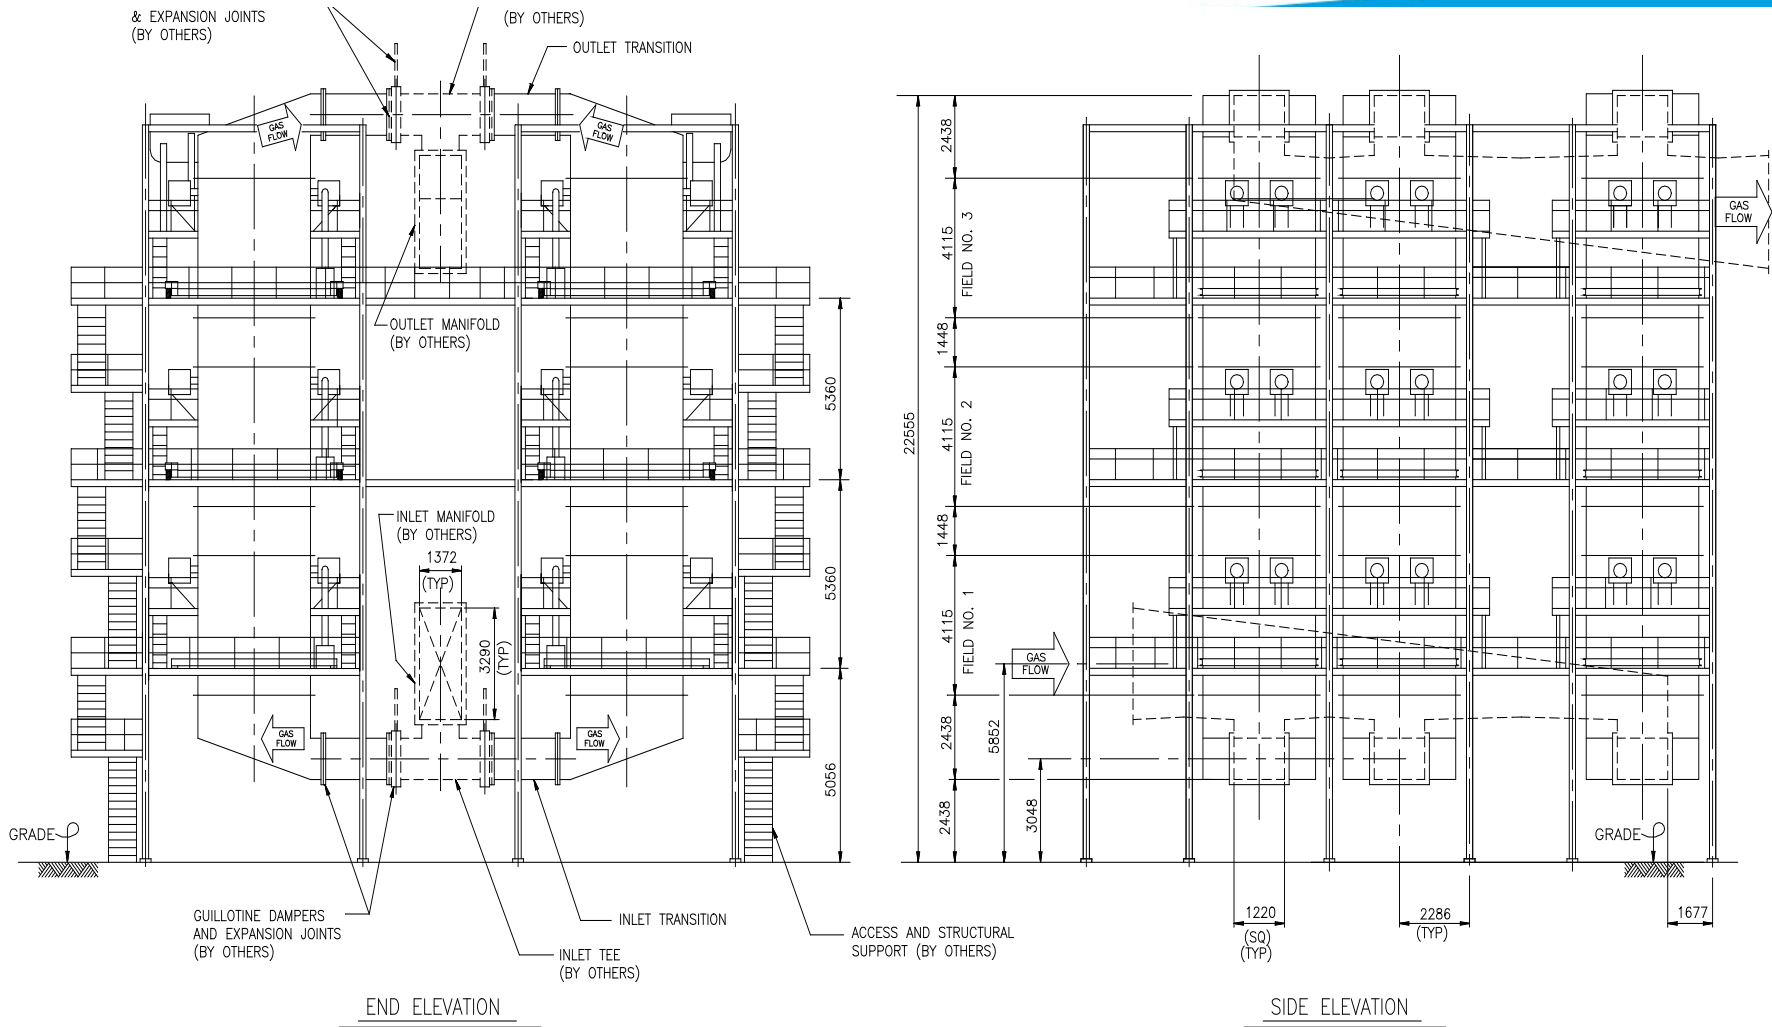 & EXPANSION JOINTS
(BY OTHERS)
(BY OTHERS)
OUTLET TRANSITION
GAS
FLOW
GAS
FLOW
OUTLET MANIFOLD
(BY OTHERS)
INLET MANIFOLD
(BY OTHERS)
1372
(TYP)
3290
(TYP)
GAS
FLOW
GAS
FLOW
5360
5360
5056
GRADE
GUILLOTINE DAMPERS
AND EXPANSION JOINTS
(BY OTHERS)
INLET TRANSITION
INLET TEE
(BY OTHERS)
ACCESS AND STRUCTURAL
SUPPORT (BY OTHERS)
END ELEVATION
22555
2438
4115
FIELD NO. 3
1448
4115
FIELD NO. 2
1448
4115
FIELD NO. 1
2438
2438
5852
3048
GAS
FLOW
GAS
FLOW
GRADE
1220
(SQ)
(TYP)
2286
(TYP)
1677
SIDE ELEVATION